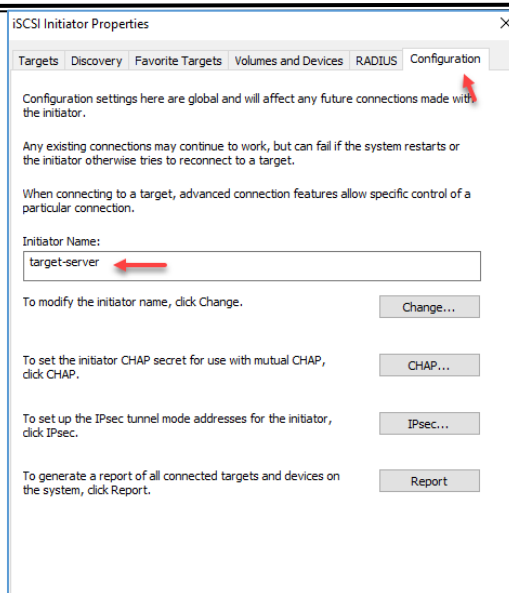 iSCSI Initiator Properties
Targets Discovery Favorite Targets Volumes and Devices RADIUS Configuration
Configuration settings here are global and will affect any future connections made with
the initiator.
Any existing connections may continue to work, but can fail if the system restarts or
the initiator otherwise tries to reconnect to a target.
When connecting to a target, advanced connection features allow specific control of a
particular connection.
Initiator Name:
target-server
To modify the initiator name, click Change.
Change...
To set the initiator CHAP secret for use with mutual CHAP,
click CHAP.
CHAP...
To set up the IPsec tunnel mode addresses for the initiator,
click IPsec.
IPsec...
To generate a report of all connected targets and devices on
the system, click Report.
Report